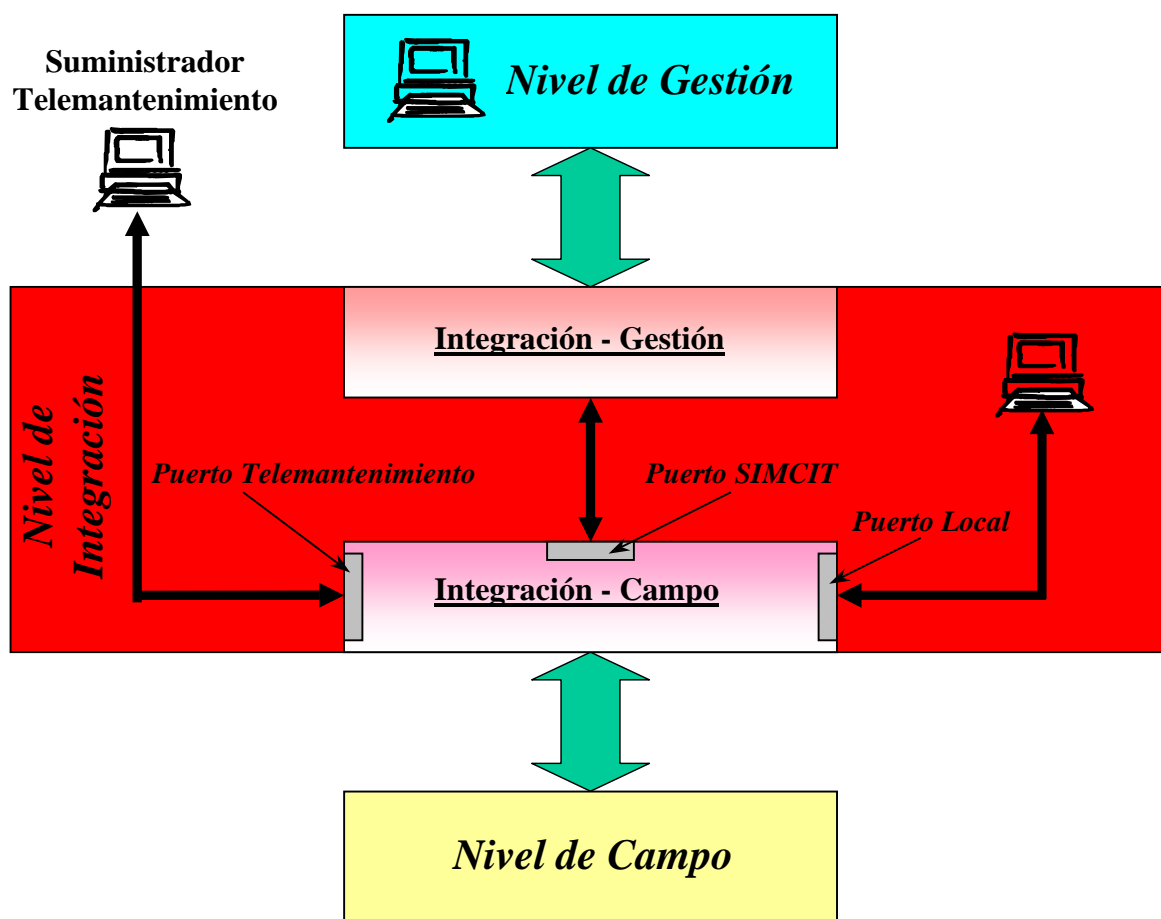 Suministrador
Telemantenimiento
Nivel de Gestión
Integración - Gestión
Nivel de
Integración
Puerto Telemantenimiento
Puerto SIMCIT
Puerto Local
Integración - Campo
Nivel de Campo